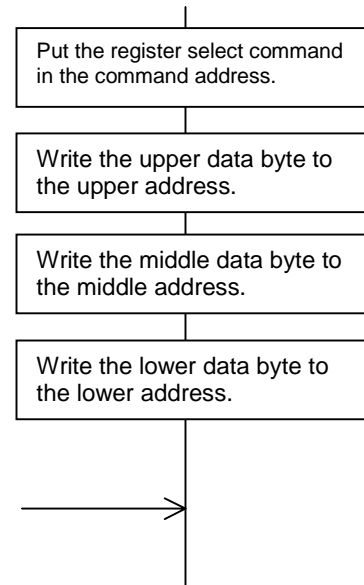 Put the register select command
in the command address.
Write the upper data byte to
the upper address.
Write the middle data byte to
the middle address.
Write the lower data byte to
the lower address.